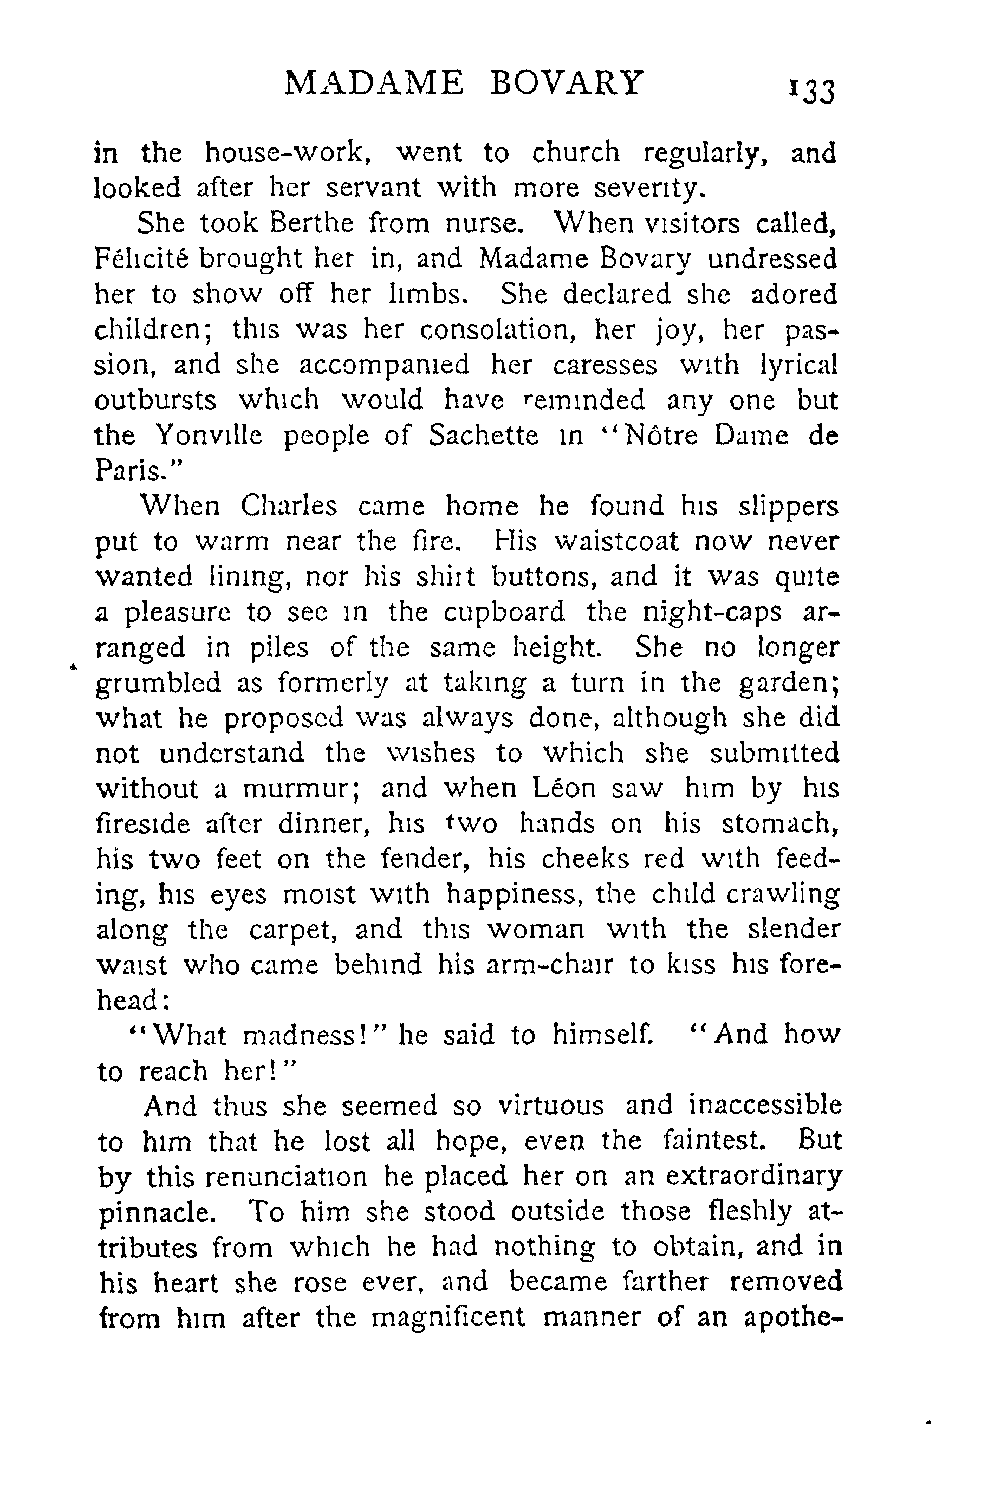 MADAME BOVARY 133
in the house-work, went to church regularly, and
looked after her servant with more severity.
She took Berthe from nurse. When visitors called,
Félicité brought her in, and Madame Bovary undressed
her to show off her limbs. She declared she adored
children; this was her consolation, her joy, her pas-
sion, and she accompanied her caresses with lyrical
outbursts which would have reminded any one but
the Yonville people of Sachette in "Nôtre Dame de
Paris."
When Charles came home he found his slippers
put to warm near the fire. His waistcoat now never
wanted lining, nor his shirt buttons, and it was quite
a pleasure to see in the cupboard the night-caps ar-
ranged in piles of the same height. She no longer
grumbled as formerly at taking a turn in the garden;
what he proposed was always done, although she did
not understand the wishes to which she submitted
without a murmur; and when Léon saw him by his
fireside after dinner, his two hands on his stomach,
his two feet on the fender, his cheeks red with feed-
ing, his eyes moist with happiness, the child crawling
along the carpet, and this woman with the slender
waist who came behind his arm-chair to kiss his fore-
head:
"What madness!" he said to himself. "And how
to reach her!"
And thus she seemed so virtuous and inaccessible
to him that he lost all hope, even the faintest. But
by this renunciation he placed her on an extraordinary
pinnacle. To him she stood outside those fleshly at-
tributes from which he had nothing to obtain, and in
his heart she rose ever, and became farther removed
from him after the magnificent manner of an apothe-